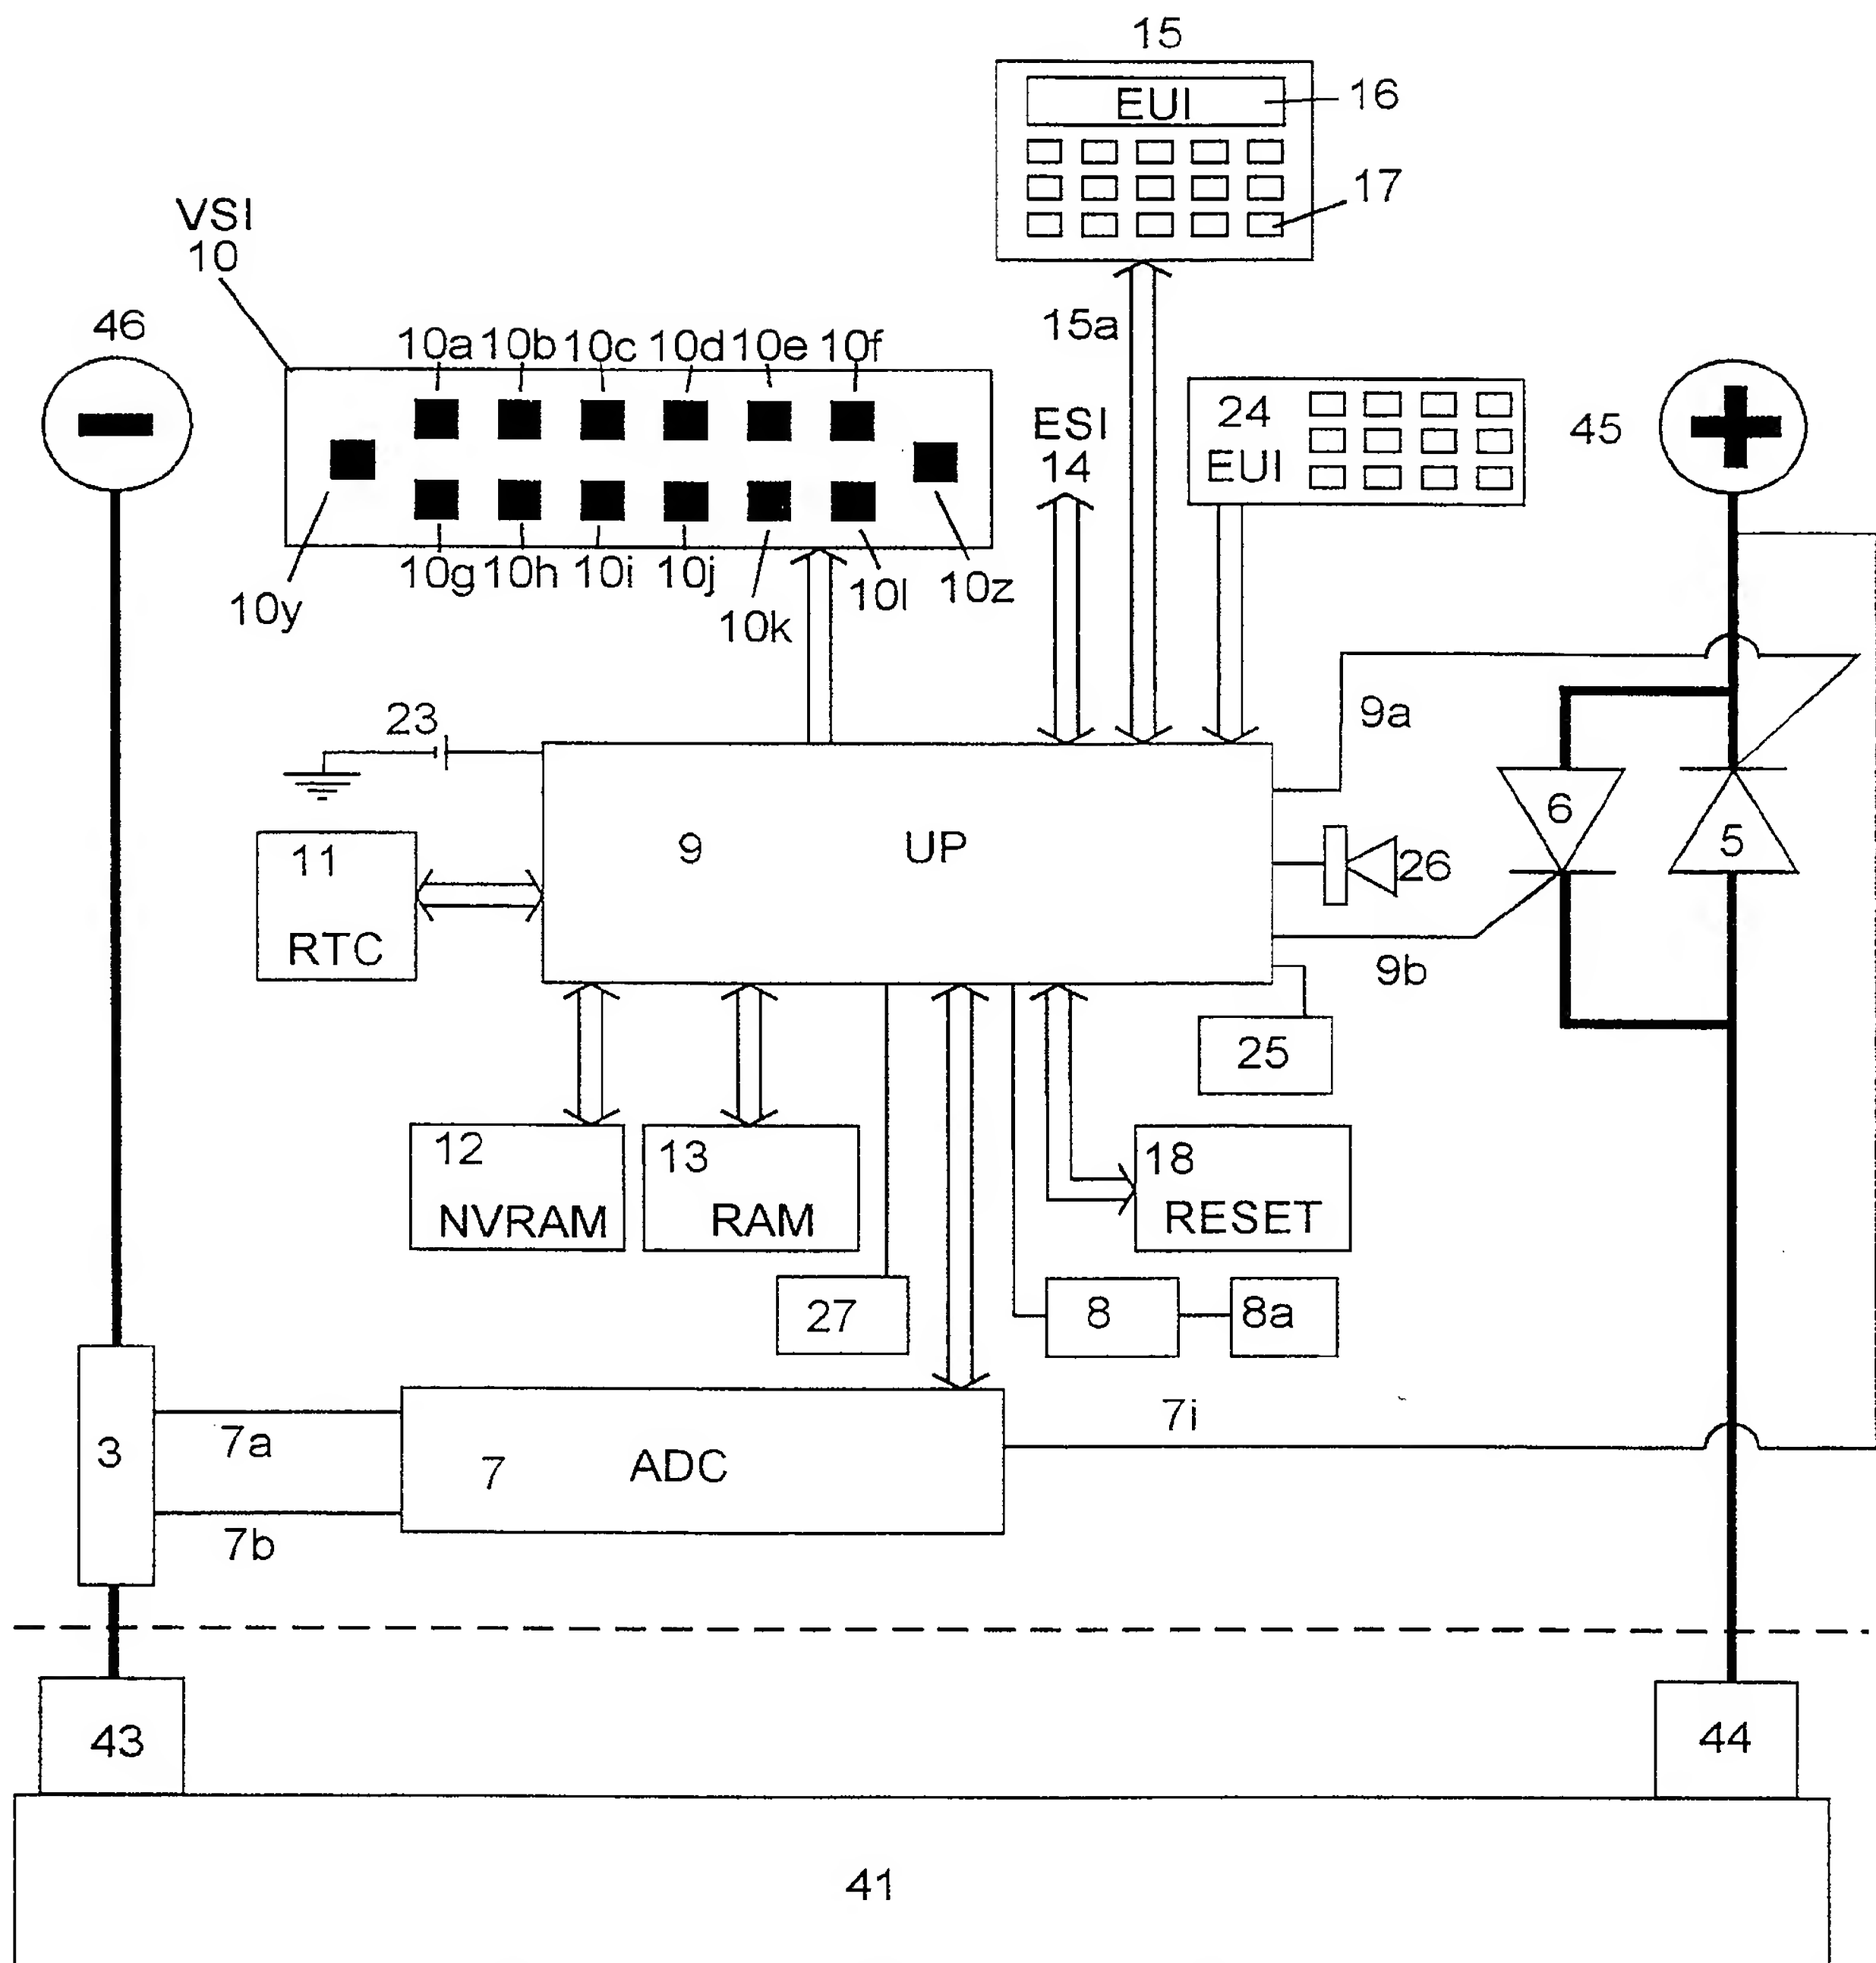 15
EUI
16
17
VSI
10
46
10a 10b 10c 10d 10e 10f
15a
ESI
14
24
EUI
45
10y
10g 10h 10i 10j
10k
10l
10z
23
9a
11
RTC
9 UP
26
6
5
9b
25
12
NVRAM
13
RAM
18
RESET
27
8
8a
3
7a
7b
7 ADC
7i
43
44
41